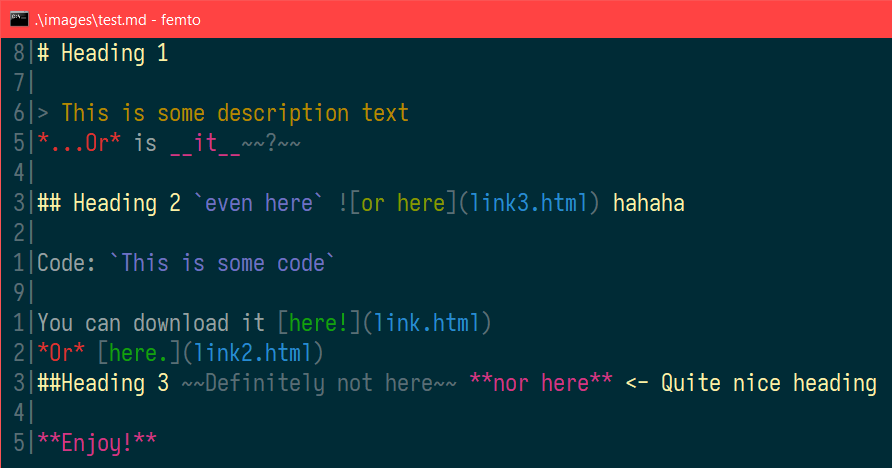 .\images\test.md - femto
8|# Heading 1
7|
6|> This is some description text
5|*...Or* is __it__~~?~~
4|
3|## Heading 2 `even here` ![or here](link3.html) hahaha
2|
1|Code: `This is some code`
9|
1|You can download it [here!](link.html)
2|*Or* [here.](link2.html)
3|##Heading 3 ~~Definitely not here~~ **nor here** <- Quite nice heading
4|
5|**Enjoy!**